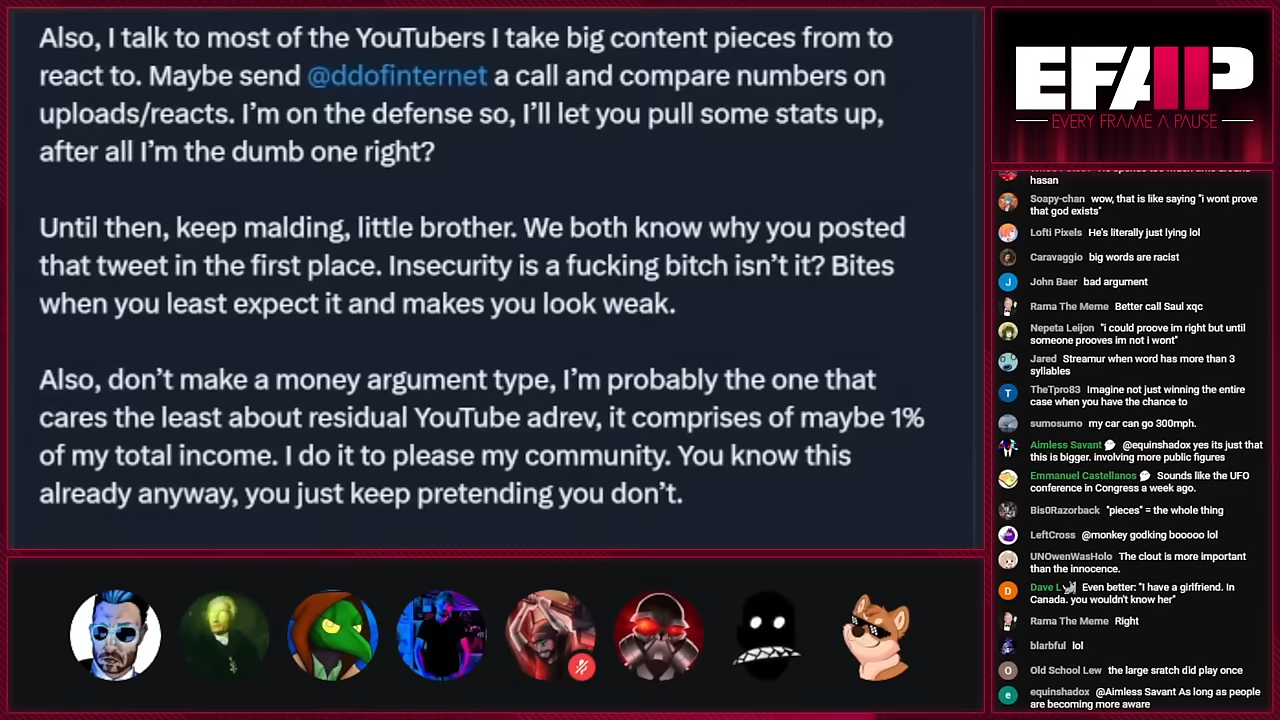 Also, I talk to most of the YouTubers I take big content pieces from to
react to. Maybe send @ddofinternet a call and compare numbers on
uploads/reacts. I’m on the defense so, I’ll let you pull some stats up,
after all I’m the dumb one right?
Until then, keep malding, little brother. We both know why you posted
that tweet in the first place. Insecurity is a fucking bitch isn’t it? Bites
when you least expect it and makes you look weak.
Also, don’t make a money argument type, I’m probably the one that
cares the least about residual YouTube adrev, it comprises of maybe 1%
of my total income. I do it to please my community. You know this
already anyway, you just keep pretending you don’t.
EFAP
EVERY FRAME A PAUSE
hasan
Soapy-chan wow, that is like saying "i wont prove
that god exists"
Lofti Pixels He's literally just lying lol
Caravaggio big words are racist
J
John Baer bad argument
Rama The Meme Better call Saul xqc
Nepeta Leijon "i could proove im right but until
someone prooves im not i wont"
Jared Streamur when word has more than 3
syllables
T
TheTpro83 Imagine not just winning the entire
case when you have the chance to
sumosumo my car can go 300mph.
Aimless Savant @equinshadox yes its just that
this is bigger. involving more public figures
Emmanuel Castellanos Sounds like the UFO
conference in Congress a week ago.
Bis0Razorback "pieces" = the whole thing
LeftCross @monkey godking booooo lol
UNOwenWasHolo The clout is more important
than the innocence.
D
Dave L Even better: "I have a girlfriend. In
Canada. you wouldn't know her"
Rama The Meme Right
blarbful lol
O
Old School Lew the large sratch did play once
e
equinshadox @Aimless Savant As long as people
are becoming more aware